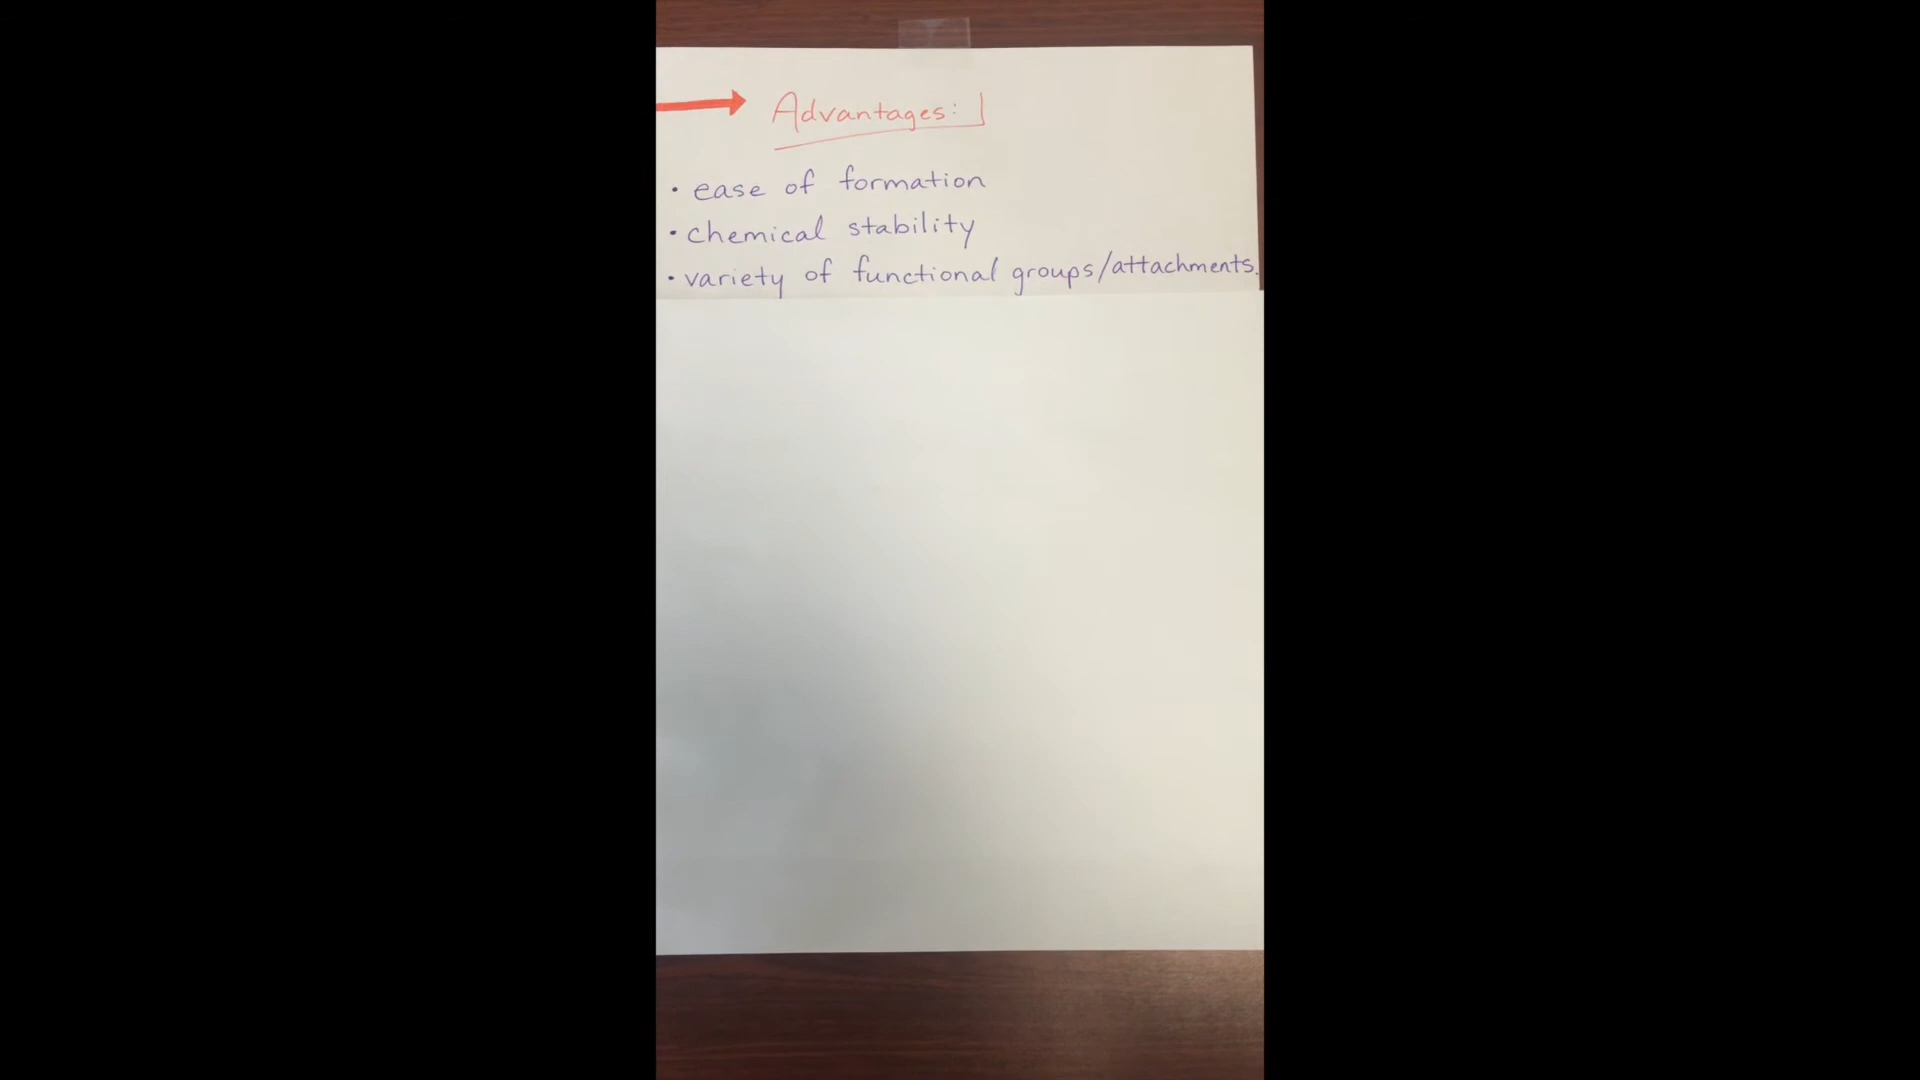 Advantages:
• ease of formation
• chemical stability
• variety of functional groups/attachments.